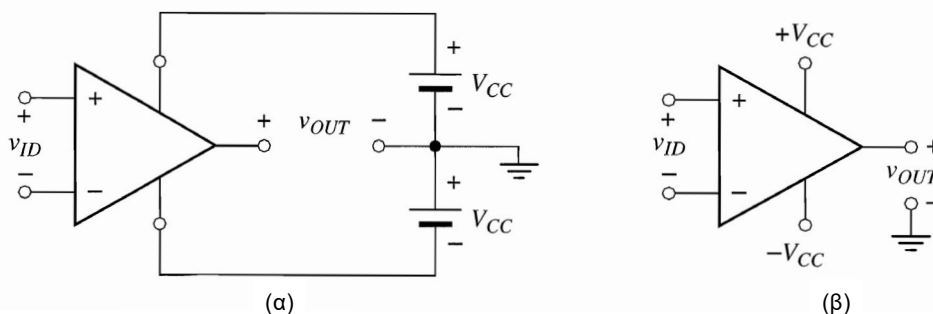 +
V_CC
−
+
+
−
v_ID
−
+
v_OUT
−
+
V_CC
−
(α)
+V_CC
+
+
−
v_ID
−
+
v_OUT
−
−V_CC
(β)